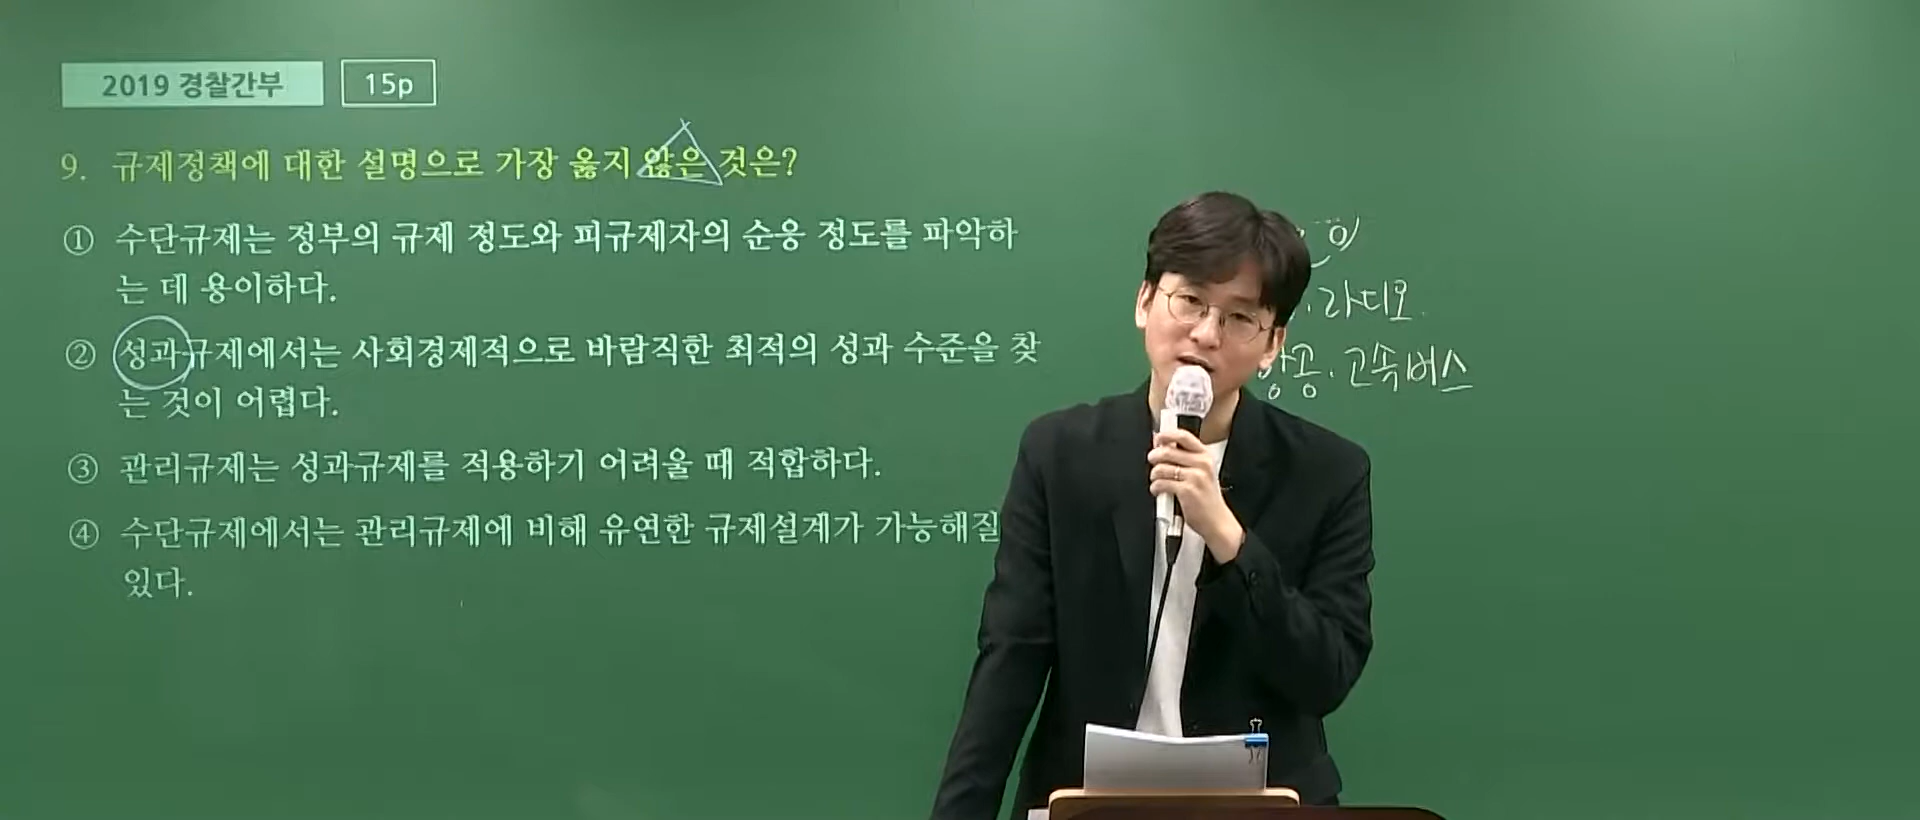 2019 경찰간부 15p
9. 규제정책에 대한 설명으로 가장 옳지 않은 것은?
① 수단규제는 정부의 규제 정도와 피규제자의 순응 정도를 파악하
는 데 용이하다.
② 성과규제에서는 사회경제적으로 바람직한 최적의 성과 수준을 찾
는 것이 어렵다.
③ 관리규제는 성과규제를 적용하기 어려울 때 적합하다.
④ 수단규제에서는 관리규제에 비해 유연한 규제설계가 가능해질
있다.
라디오
고속버스